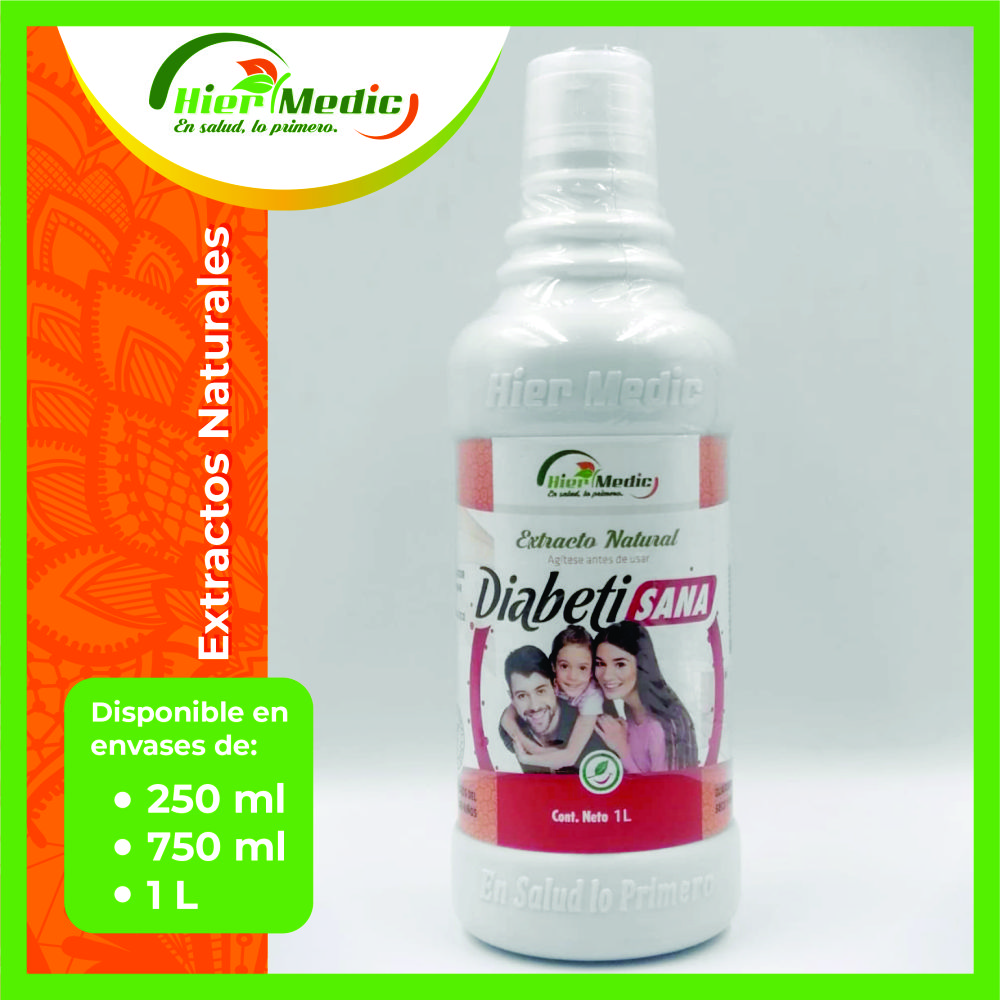 Hier Medic
En salud, lo primero.
Extractos Naturales
Disponible en
envases de:
• 250 ml
• 750 ml
• 1 L
Hier Medic
Hier Medic
En salud, lo primero.
Extracto Natural
Agítese antes de usar
Diabeti SANA
Cont. Neto 1 L
En Salud lo Primero